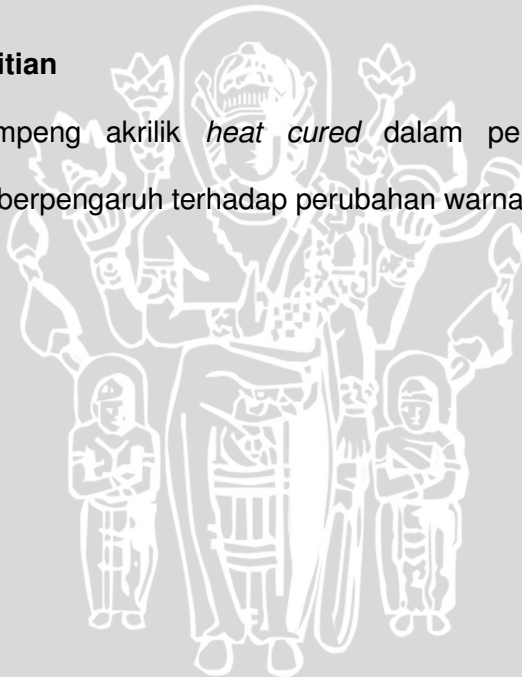 itian
mpeng akrilik heat cured dalam pe
berpengaruh terhadap perubahan warna